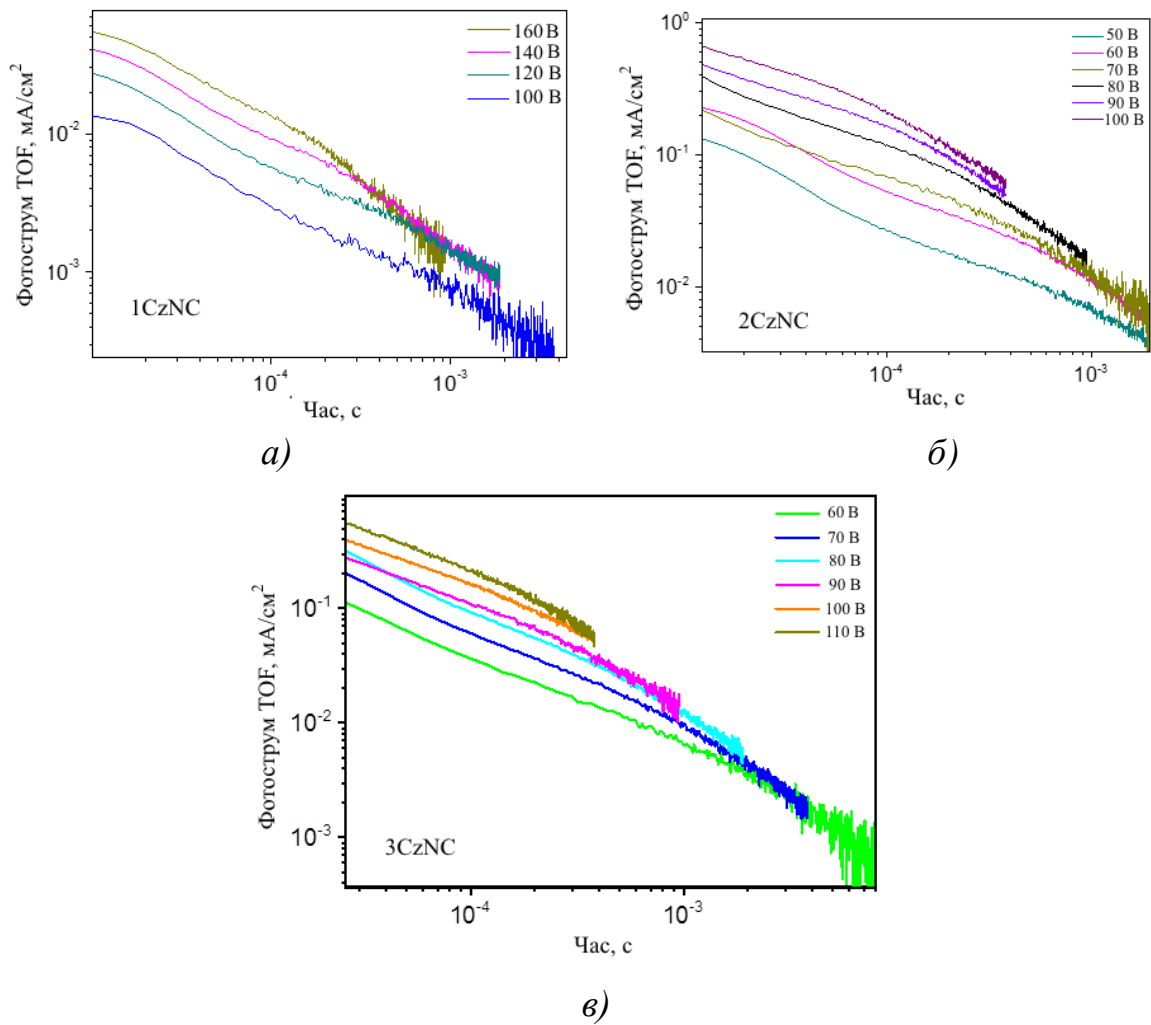 Фотострум TOF, мА/см²
10⁻²
10⁻³
160 В
140 В
120 В
100 В
1CzNC
10⁻⁴
10⁻³
Час, с
а)
Фотострум TOF, мА/см²
10⁰
10⁻¹
10⁻²
50 В
60 В
70 В
80 В
90 В
100 В
2CzNC
10⁻⁴
10⁻³
Час, с
б)
Фотострум TOF, мА/см²
10⁻¹
10⁻²
10⁻³
60 В
70 В
80 В
90 В
100 В
110 В
3CzNC
10⁻⁴
10⁻³
Час, с
в)